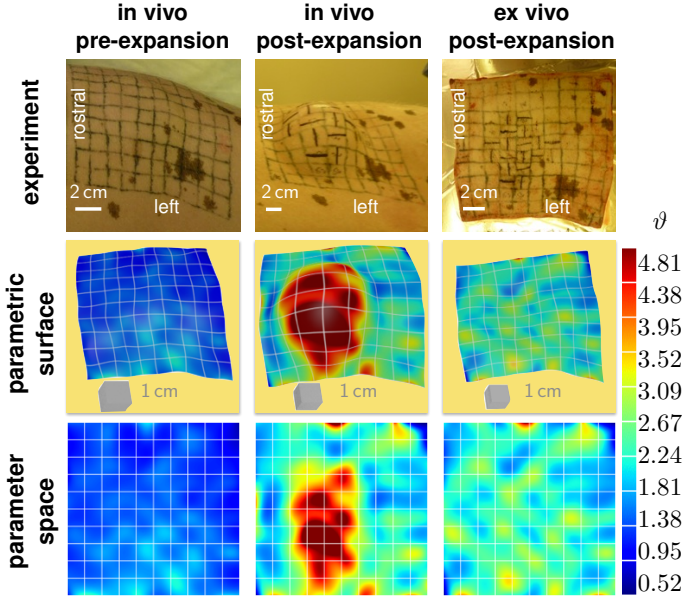 in vivo
pre-expansion
in vivo
post-expansion
ex vivo
post-expansion
experiment
rostral
2 cm
left
rostral
2 cm
left
rostral
2 cm
left
parametric
surface
1 cm
1 cm
1 cm
parameter
space
ϑ
4.81
4.38
3.95
3.52
3.09
2.67
2.24
1.81
1.38
0.95
0.52